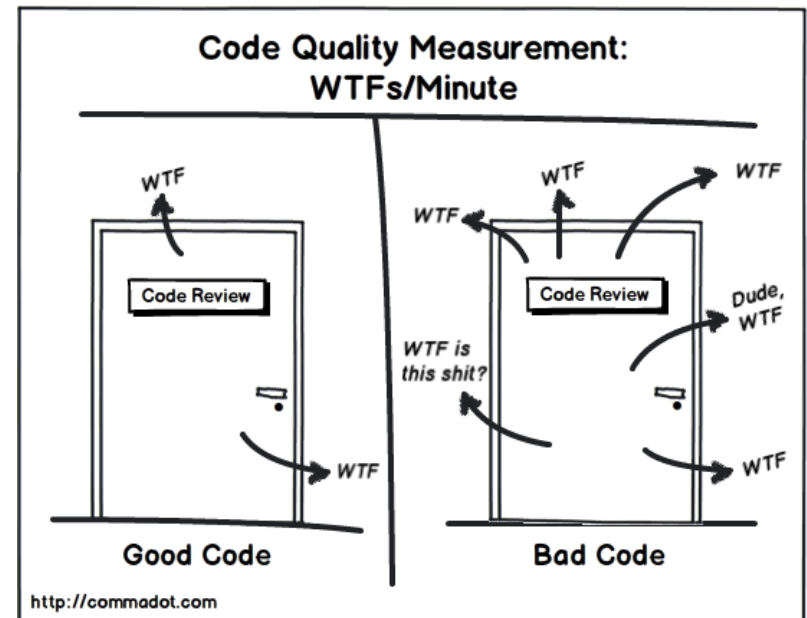 Code Quality Measurement:
WTFs/Minute
WTF
Code Review
WTF
Good Code
WTF
WTF
WTF
Code Review
Dude,
WTF
WTF is
this shit?
WTF
Bad Code
http://commadot.com